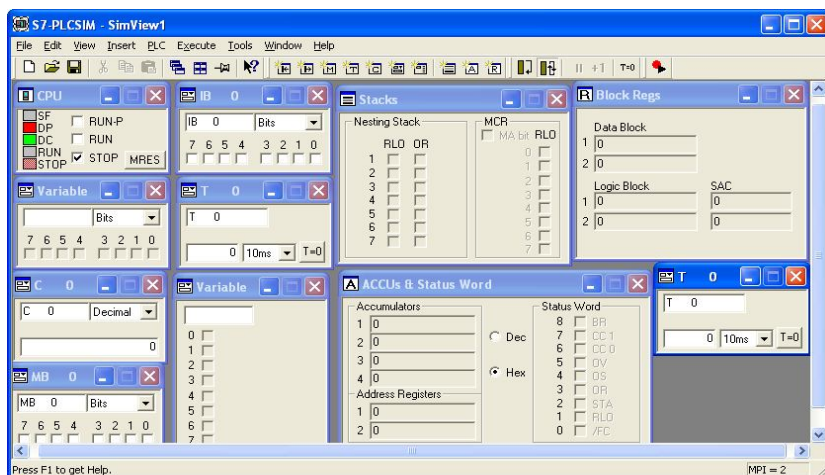 S7-PLCSIM - SimView1
File Edit View Insert PLC Execute Tools Window Help
+1 T=0
CPU
SF
DP
DC
RUN
STOP
RUN-P
RUN
STOP
MRES
IB 0
IB 0 Bits
7 6 5 4 3 2 1 0
Stacks
Nesting Stack
RLO OR
1
2
3
4
5
6
7
MCR
MA bit RLO
0
1
2
3
4
5
6
7
Block Regs
Data Block
1 0
2 0
Logic Block SAC
1 0 0
2 0 0
Variable
Bits
7 6 5 4 3 2 1 0
T 0
T 0
0 10ms T=0
C 0
C 0 Decimal
0
Variable
0
1
2
3
4
5
6
7
ACCUs & Status Word
Accumulators
1 0
2 0
3 0
4 0
Address Registers
1 0
2 0
Dec
Hex
Status Word
8 BR
7 CC 1
6 CC 0
5 OV
4 OS
3 OR
2 STA
1 RLO
0 /FC
T 0
T 0
0 10ms T=0
MB 0
MB 0 Bits
7 6 5 4 3 2 1 0
Press F1 to get Help.
MPI = 2